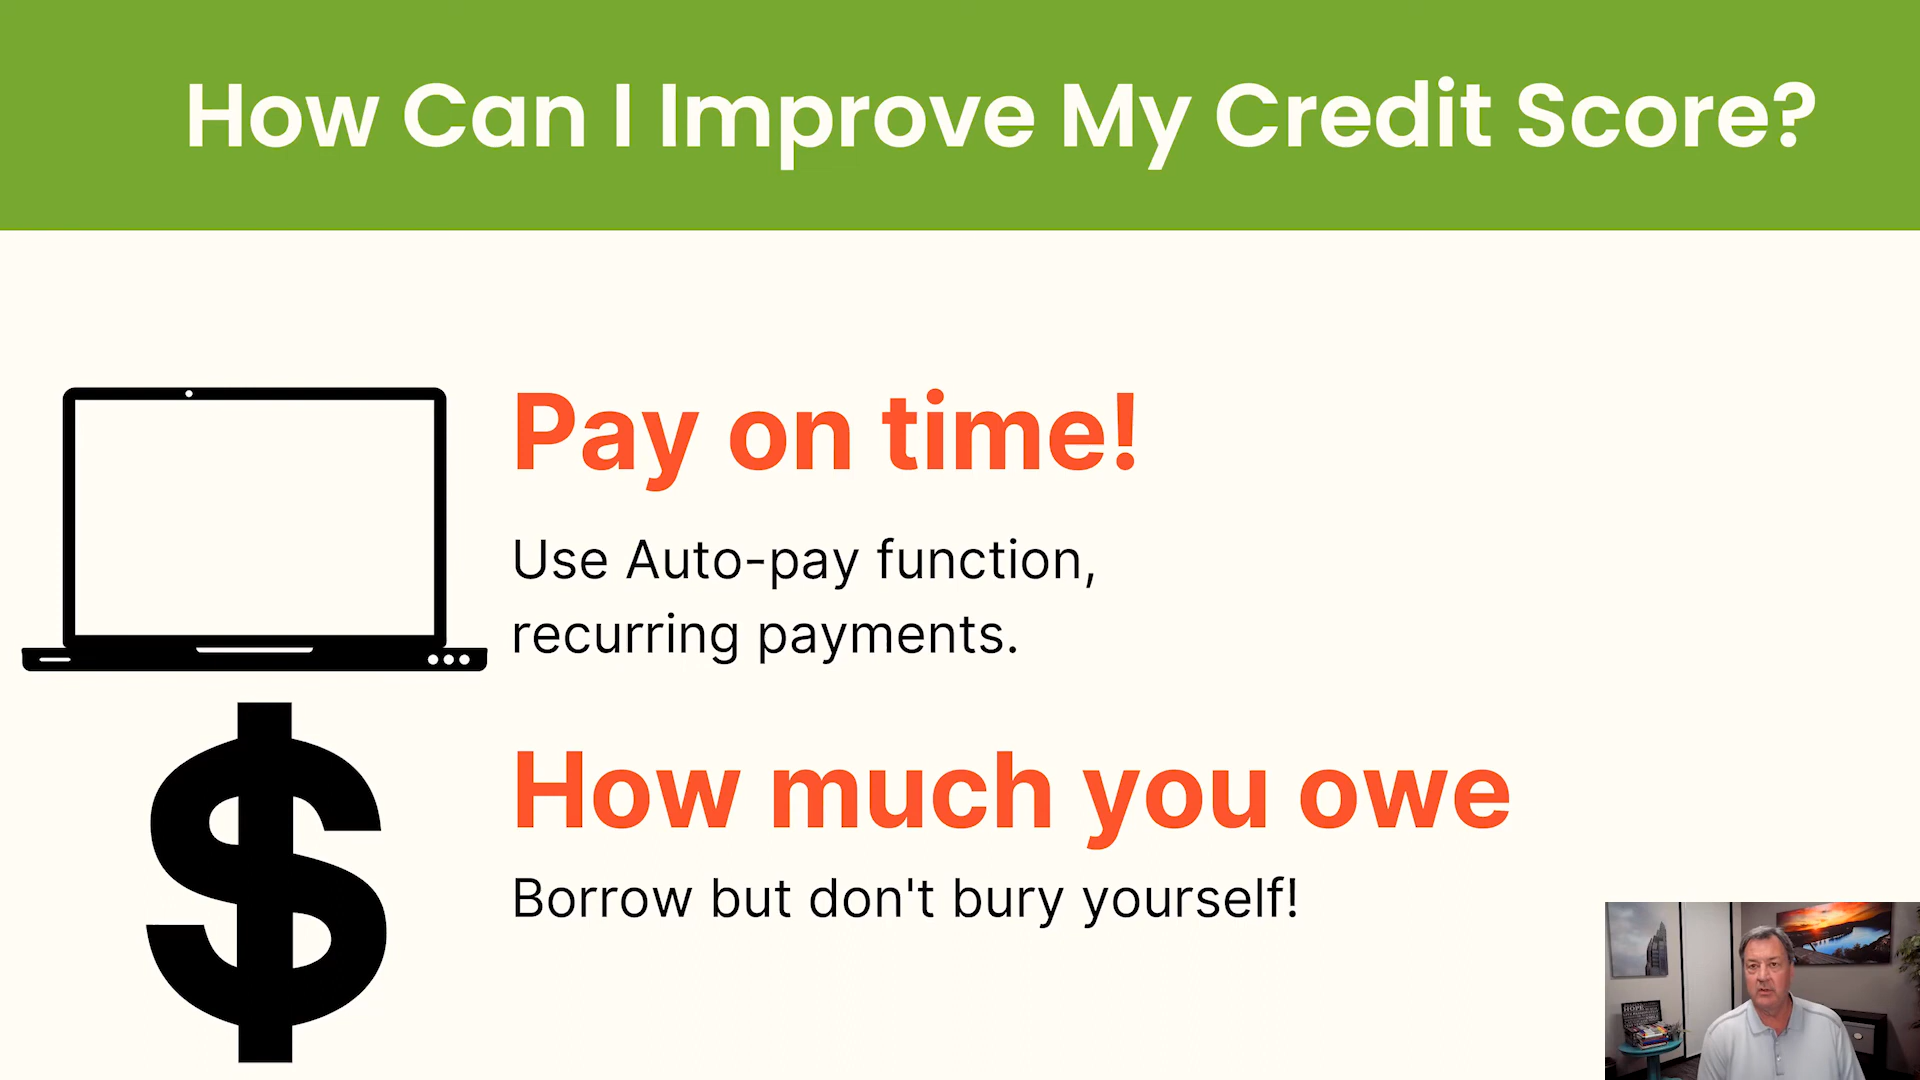 How Can I Improve My Credit Score?
Pay on time!
Use Auto-pay function,
recurring payments.
How much you owe
Borrow but don't bury yourself!
HOPE